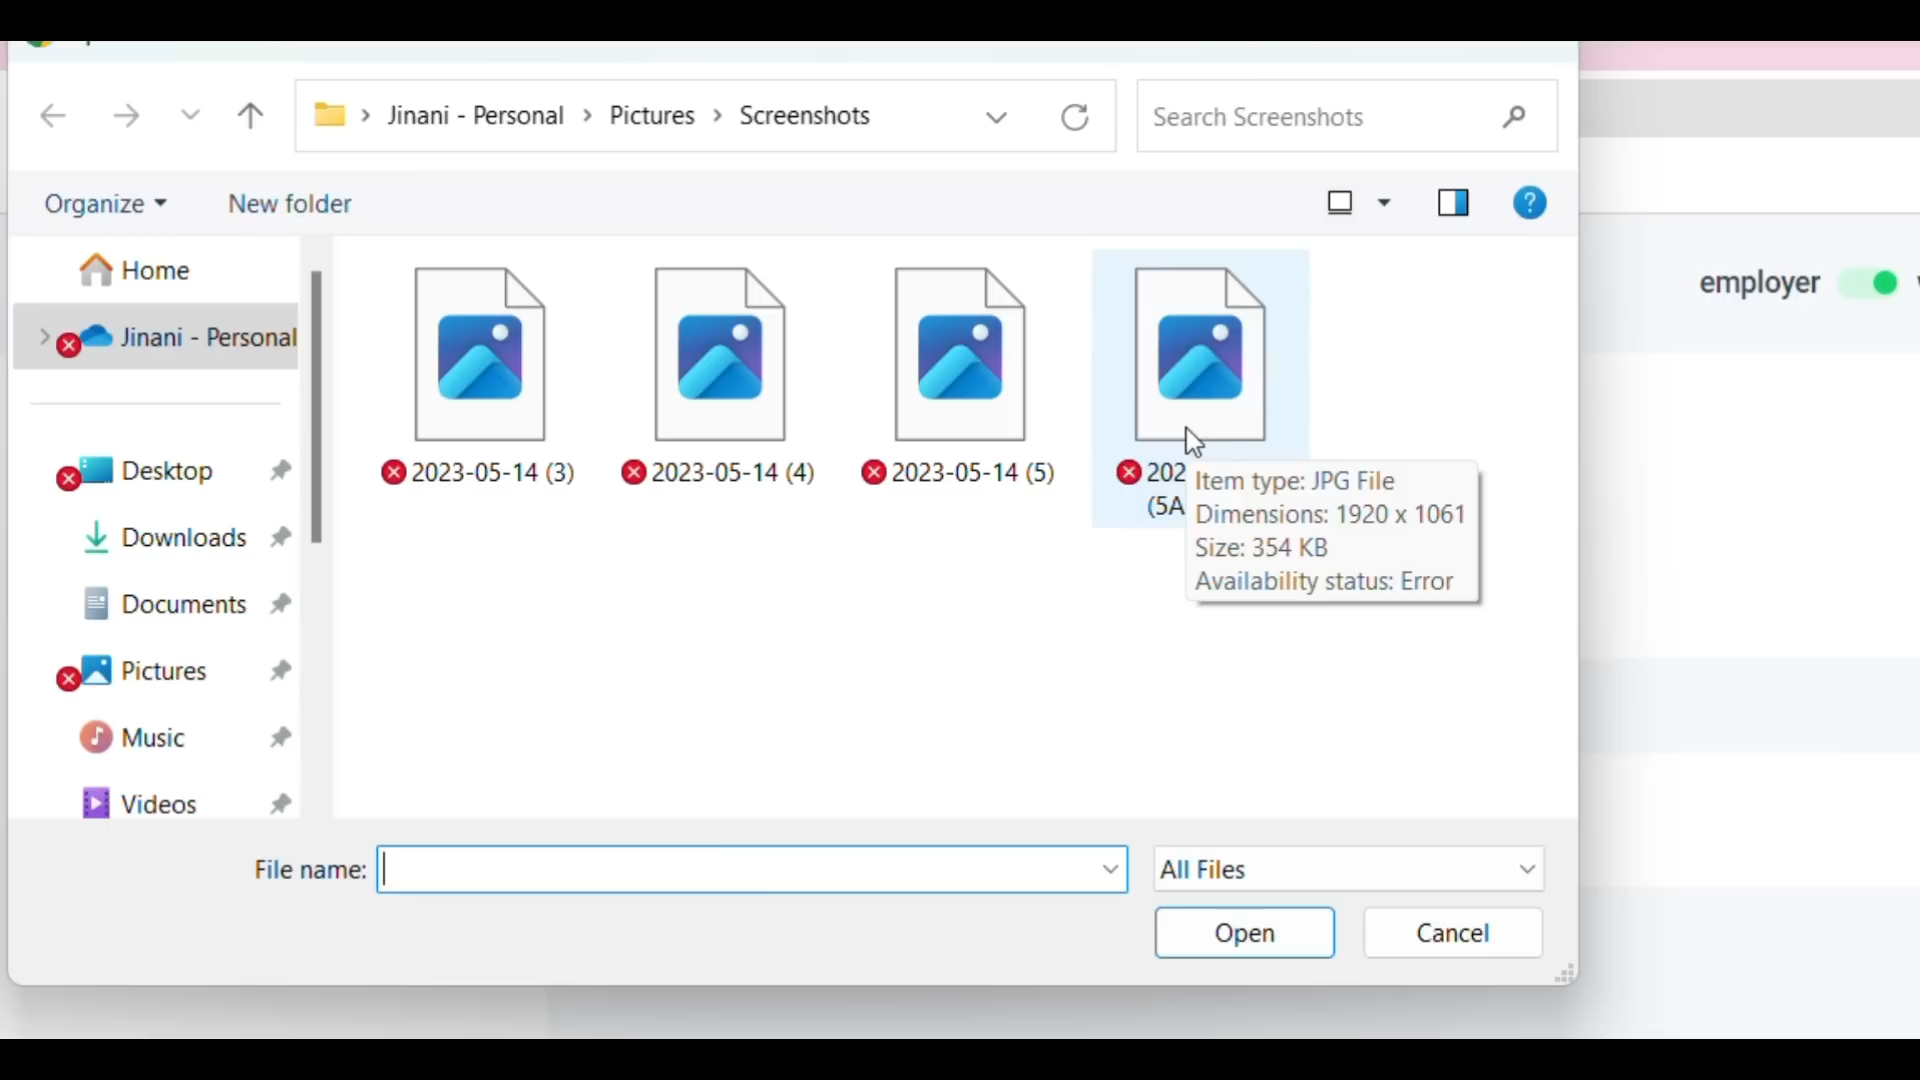 Jinani - Personal > Pictures > Screenshots
Search Screenshots
Organize
New folder
Home
Jinani - Personal
Desktop
Downloads
Documents
Pictures
Music
Videos
2023-05-14 (3)
2023-05-14 (4)
2023-05-14 (5)
202
(5A
Item type: JPG File
Dimensions: 1920 x 1061
Size: 354 KB
Availability status: Error
employer
File name:
All Files
Open
Cancel